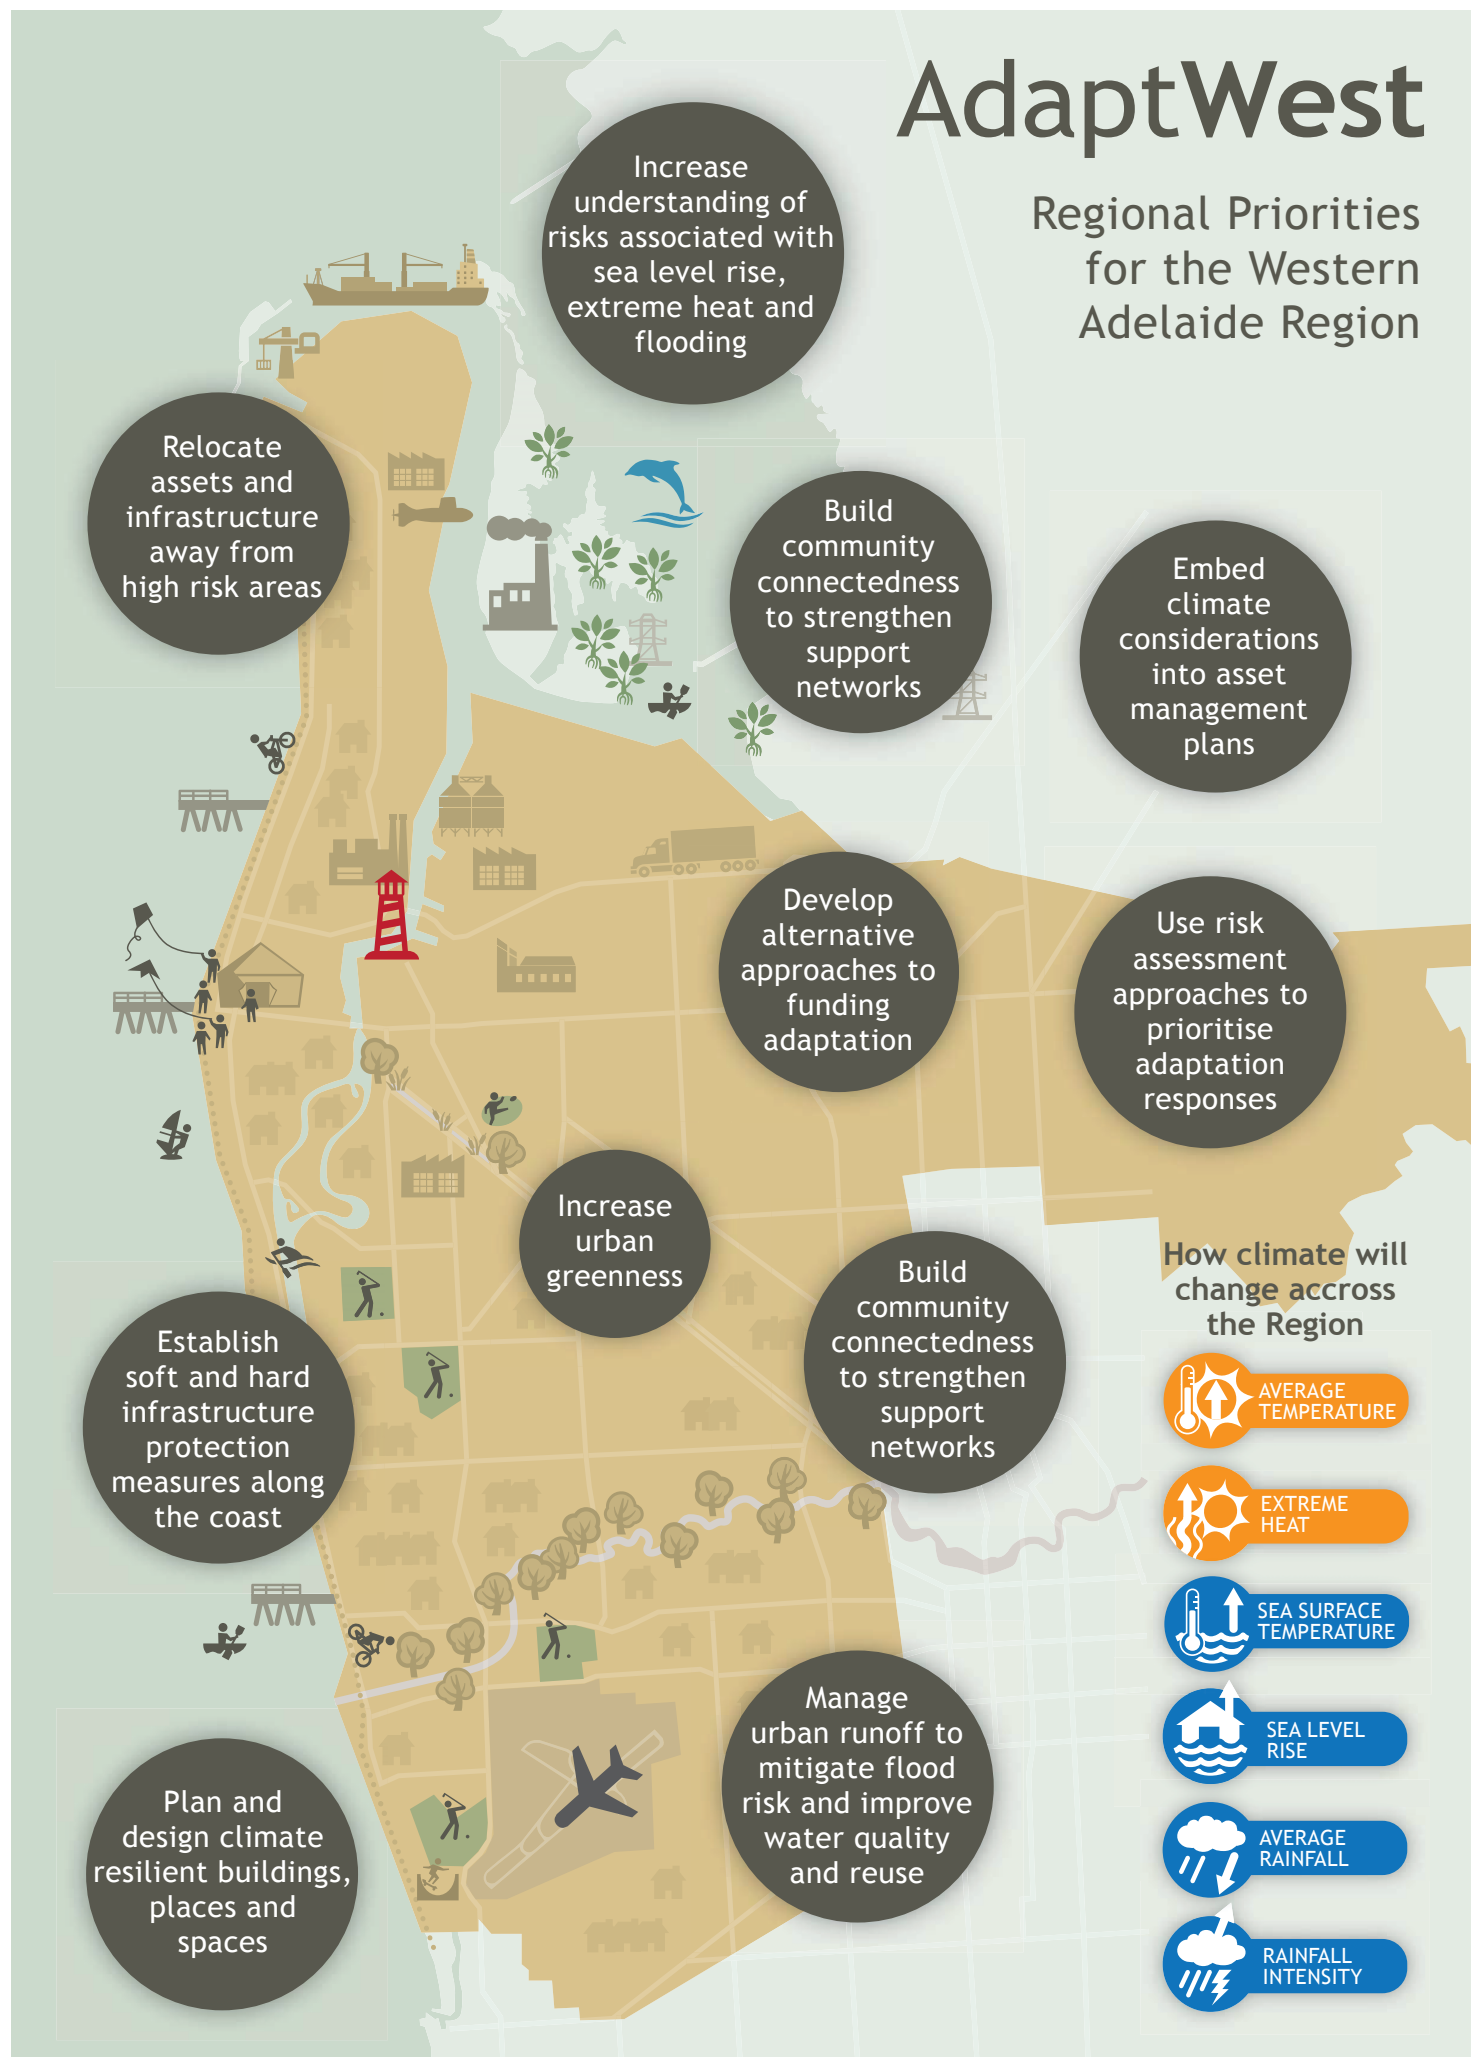 AdaptWest
Regional Priorities
for the Western
Adelaide Region
Increase
understanding of
risks associated with
sea level rise,
extreme heat and
flooding
Relocate
assets and
infrastructure
away from
high risk areas
Build
community
connectedness
to strengthen
support
networks
Embed
climate
considerations
into asset
management
plans
Develop
alternative
approaches to
funding
adaptation
Use risk
assessment
approaches to
prioritise
adaptation
responses
Increase
urban
greenness
Build
community
connectedness
to strengthen
support
networks
Establish
soft and hard
infrastructure
protection
measures along
the coast
Manage
urban runoff to
mitigate flood
risk and improve
water quality
and reuse
Plan and
design climate
resilient buildings,
places and
spaces
How climate will
change accross
the Region
AVERAGE
TEMPERATURE
EXTREME
HEAT
SEA SURFACE
TEMPERATURE
SEA LEVEL
RISE
AVERAGE
RAINFALL
RAINFALL
INTENSITY